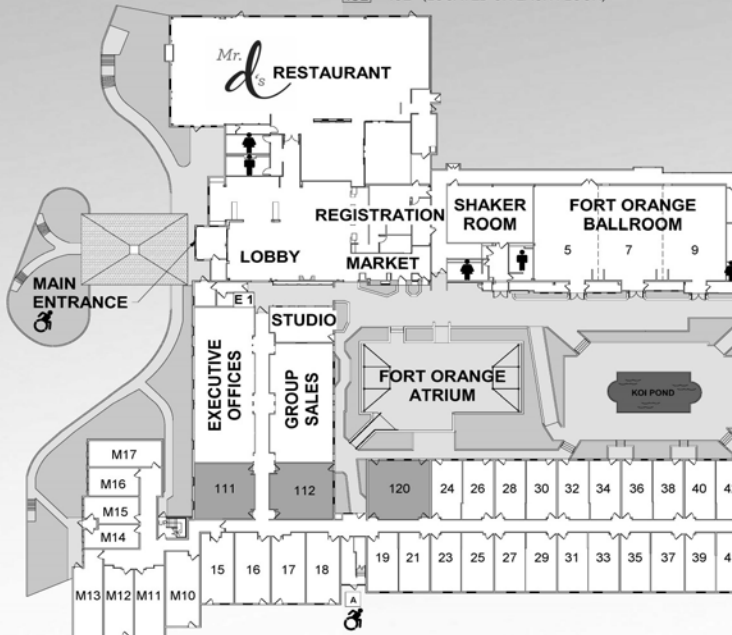 Mr.
d's RESTAURANT
REGISTRATION
SHAKER
ROOM
FORT ORANGE
BALLROOM
5 7 9
LOBBY
MARKET
MAIN
ENTRANCE
E 1
STUDIO
EXECUTIVE
OFFICES
GROUP
SALES
FORT ORANGE
ATRIUM
KOI POND
M17
M16
M15
M14
111 112 120 24 26 28 30 32 34 36 38 40
15 16 17 18 19 21 23 25 27 29 31 33 35 37 39
M13 M12 M11 M10
A